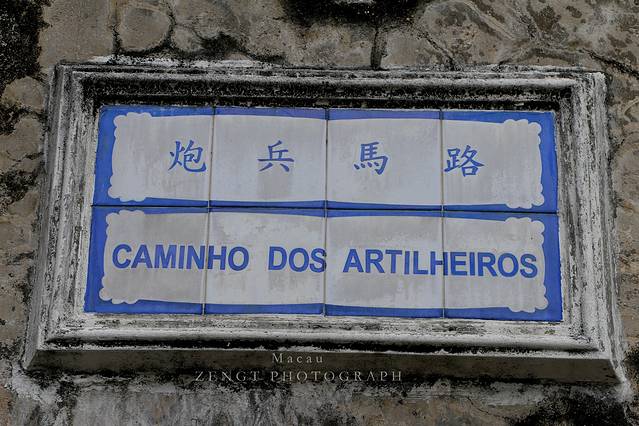 炮兵馬路
CAMINHO DOS ARTILHEIROS
Macau
ZENGT PHOTOGRAPH